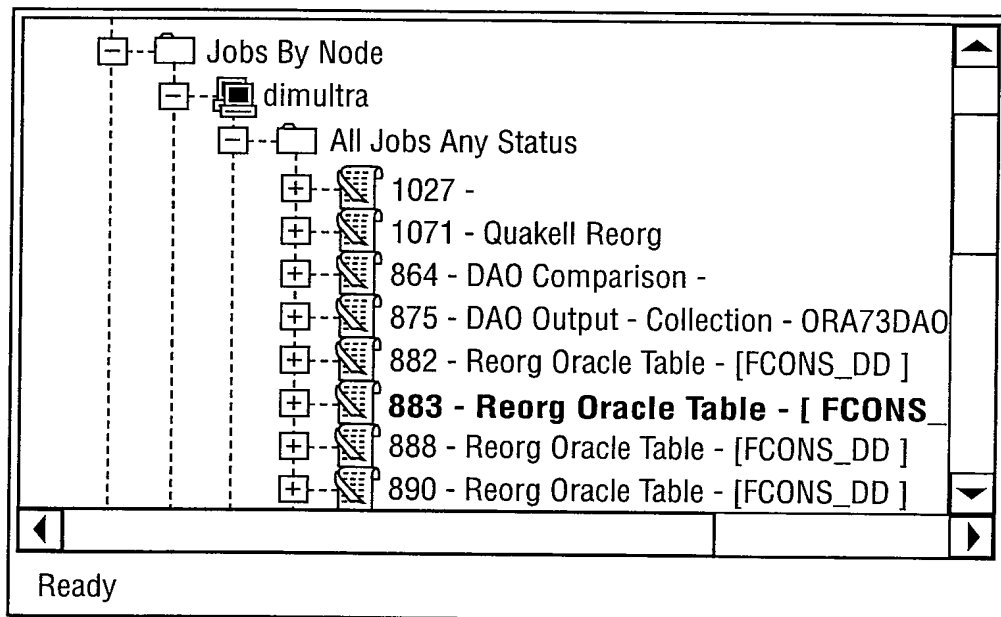 Jobs By Node
dimultra
All Jobs Any Status
1027 -
1071 - Quakell Reorg
864 - DAO Comparison -
875 - DAO Output - Collection - ORA73DAO
882 - Reorg Oracle Table - [FCONS_DD ]
883 - Reorg Oracle Table - [ FCONS_
888 - Reorg Oracle Table - [FCONS_DD ]
890 - Reorg Oracle Table - [FCONS_DD ]
Ready